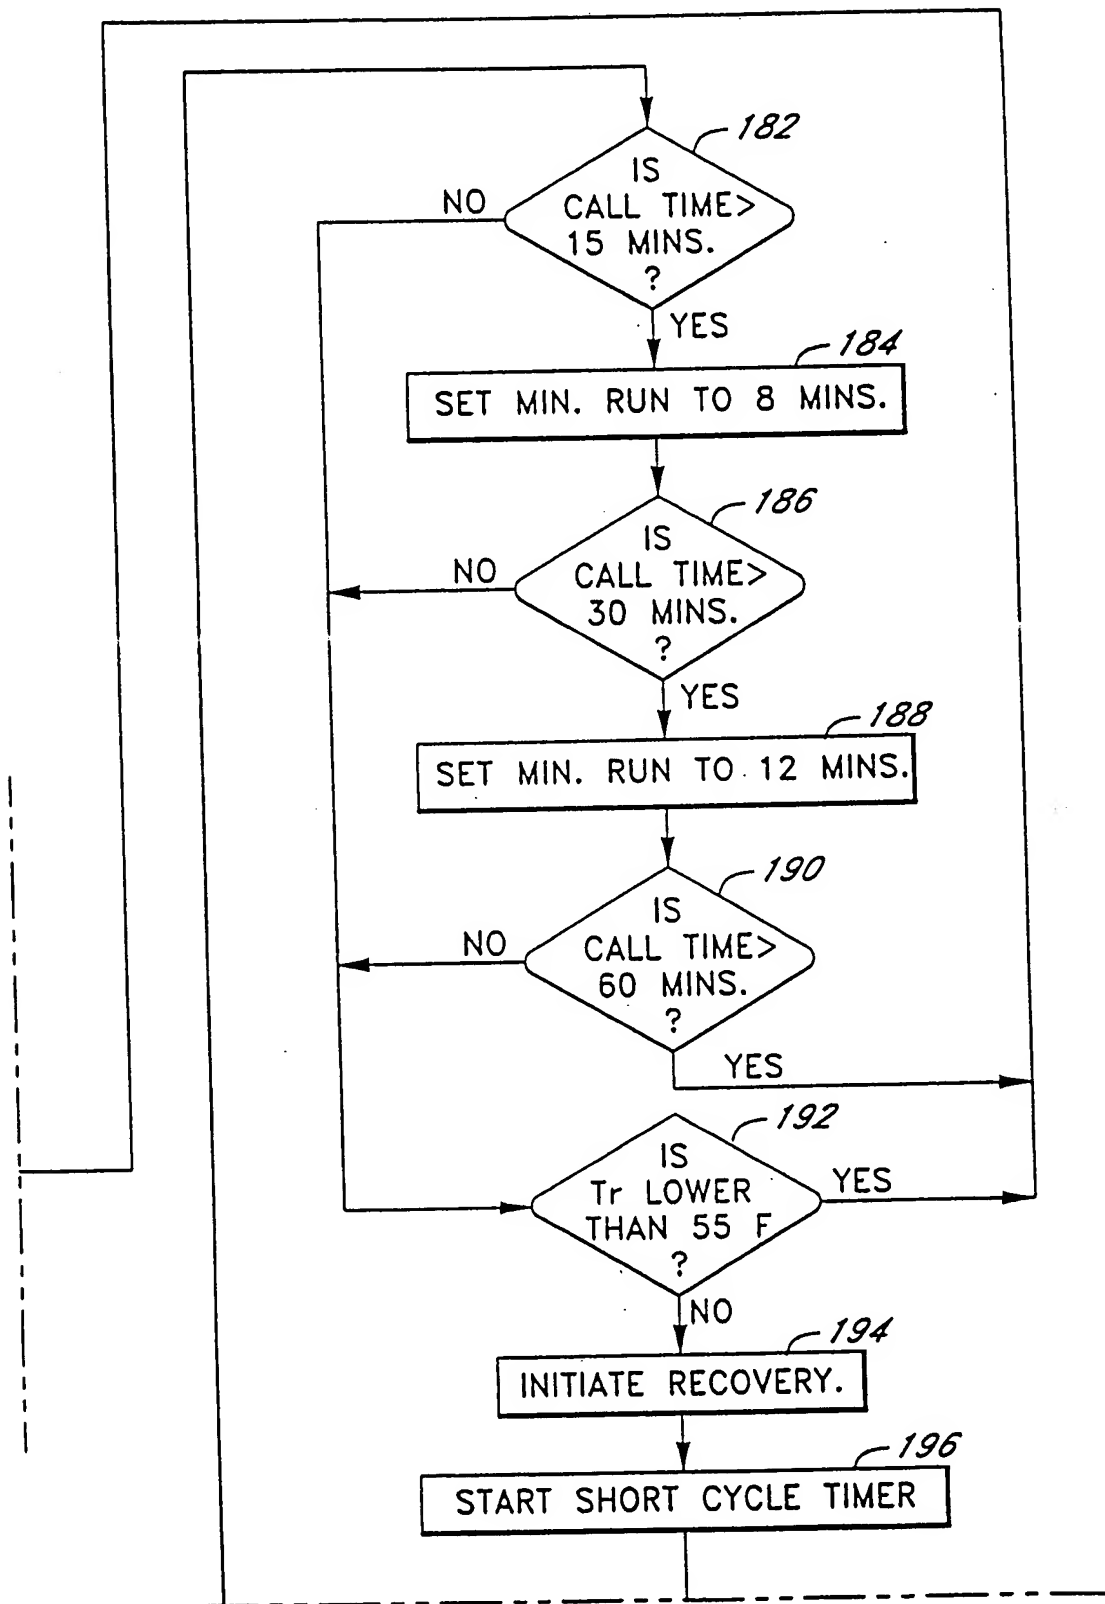 182
IS
CALL TIME>
15 MINS.
?
NO
YES
184
SET MIN. RUN TO 8 MINS.
186
IS
CALL TIME>
30 MINS.
?
NO
YES
188
SET MIN. RUN TO 12 MINS.
190
IS
CALL TIME>
60 MINS.
?
NO
YES
192
IS
Tr LOWER
THAN 55 F
?
YES
NO
194
INITIATE RECOVERY.
196
START SHORT CYCLE TIMER